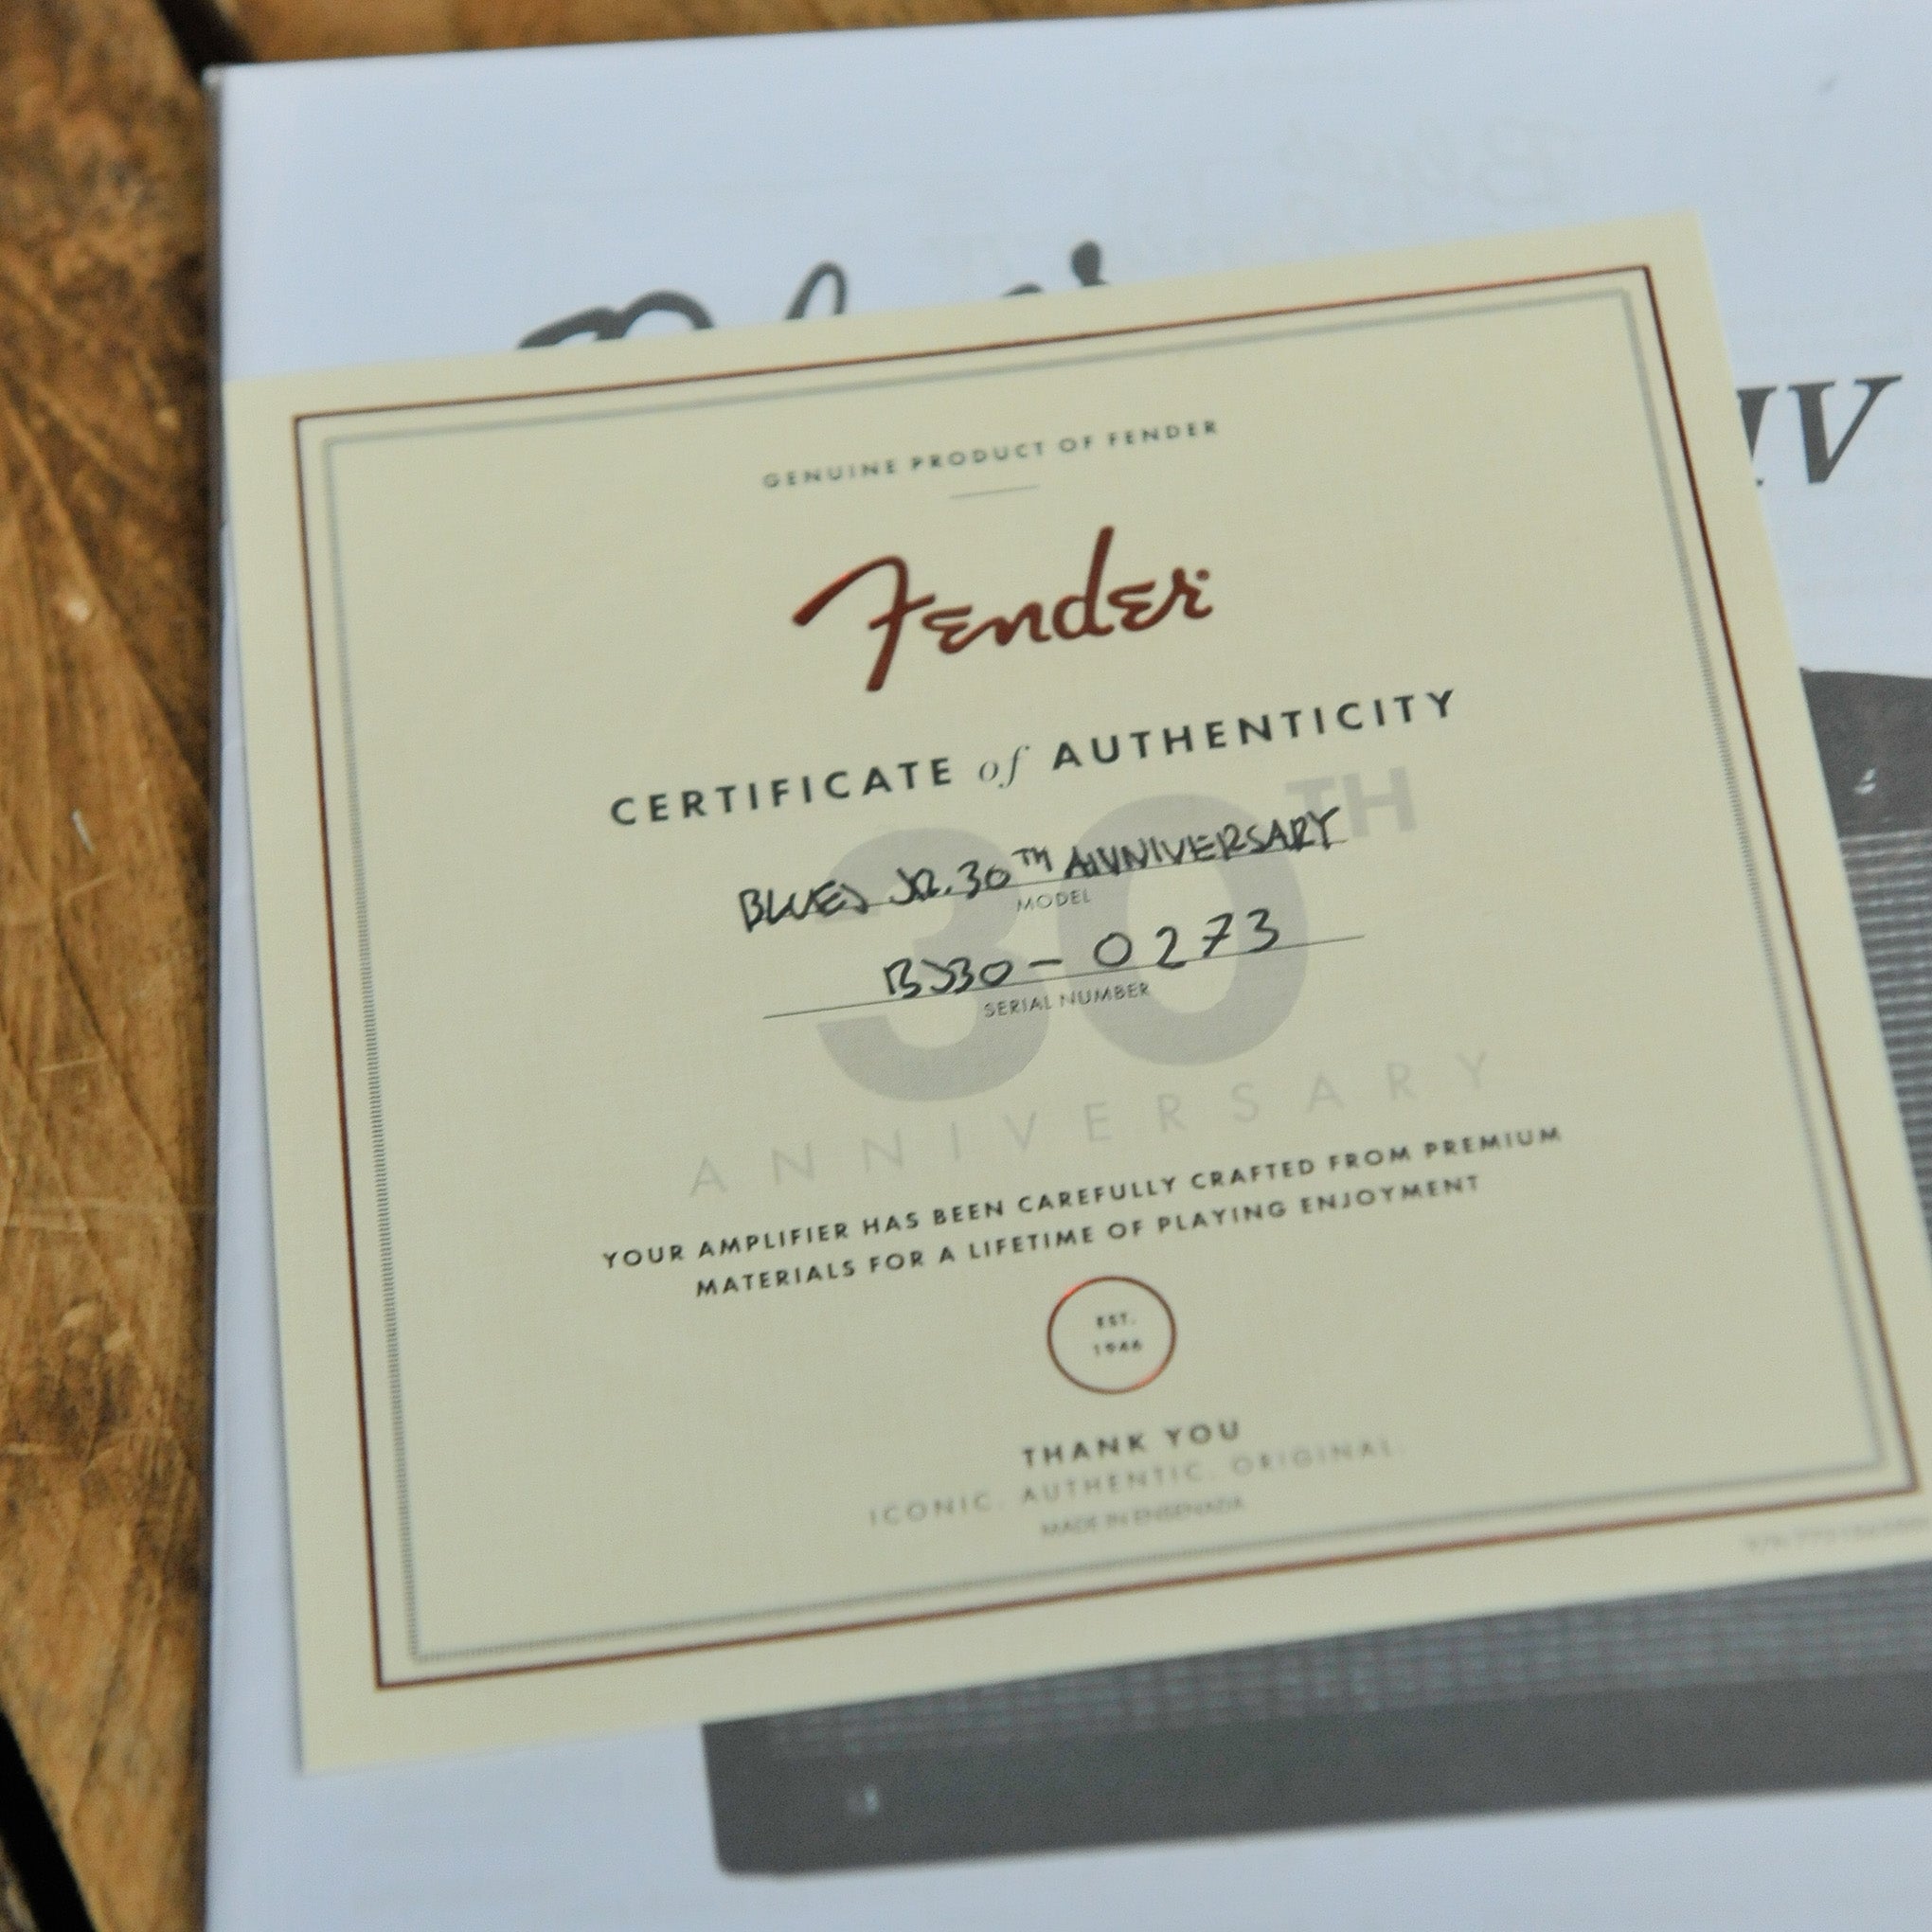 IV
GENUINE PRODUCT OF FENDER
Fender
CERTIFICATE of AUTHENTICITY
30TH
BLUES JR. 30TH ANNIVERSARY
MODEL
BJ30-0273
SERIAL NUMBER
ANNIVERSARY
YOUR AMPLIFIER HAS BEEN CAREFULLY CRAFTED FROM PREMIUM
MATERIALS FOR A LIFETIME OF PLAYING ENJOYMENT
EST.
1946
THANK YOU
ICONIC. AUTHENTIC. ORIGINAL.
MADE IN ENSENADA